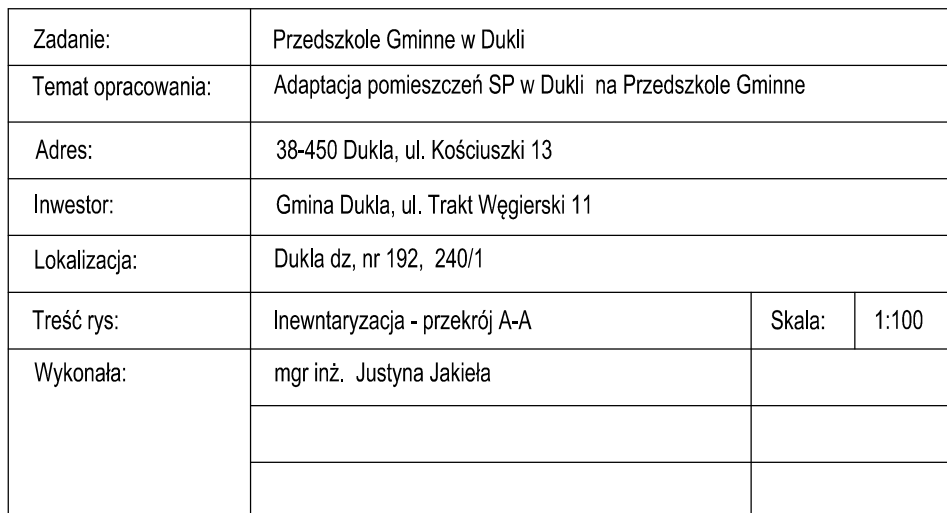 Zadanie: Przedszkole Gminne w Dukli
Temat opracowania: Adaptacja pomieszczeń SP w Dukli na Przedszkole Gminne
Adres: 38-450 Dukla, ul. Kościuszki 13
Inwestor: Gmina Dukla, ul. Trakt Węgierski 11
Lokalizacja: Dukla dz, nr 192, 240/1
Treść rys: Inewntaryzacja - przekrój A-A Skala: 1:100
Wykonała: mgr inż. Justyna Jakieła